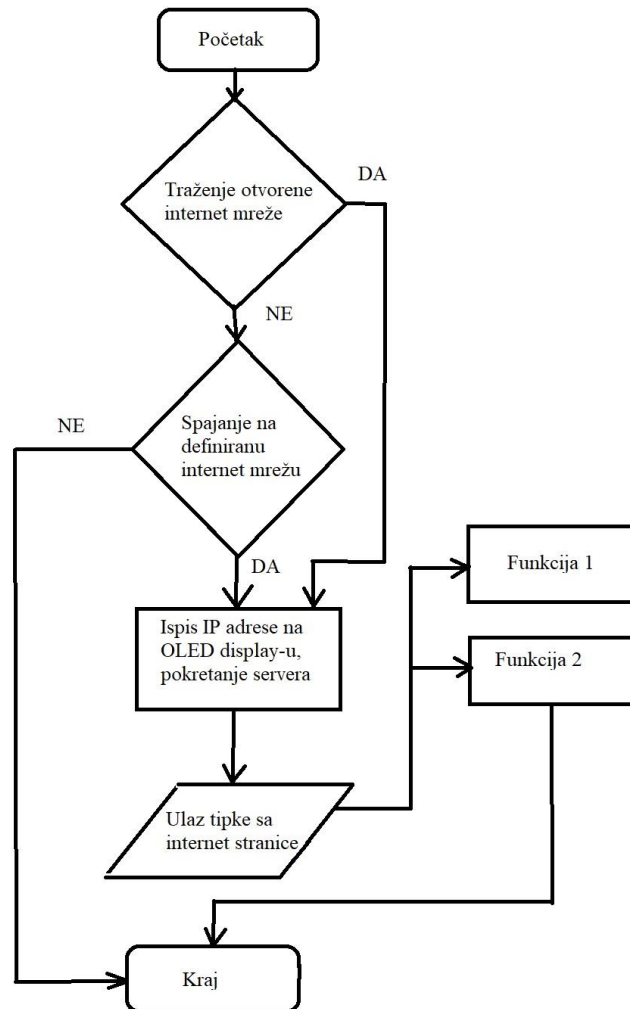 Početak
DA
Traženje otvorene
internet mreže
NE
NE
Spajanje na
definiranu
internet mrežu
DA
Funkcija 1
Ispis IP adrese na
OLED display-u,
pokretanje servera
Funkcija 2
Ulaz tipke sa
internet stranice
Kraj